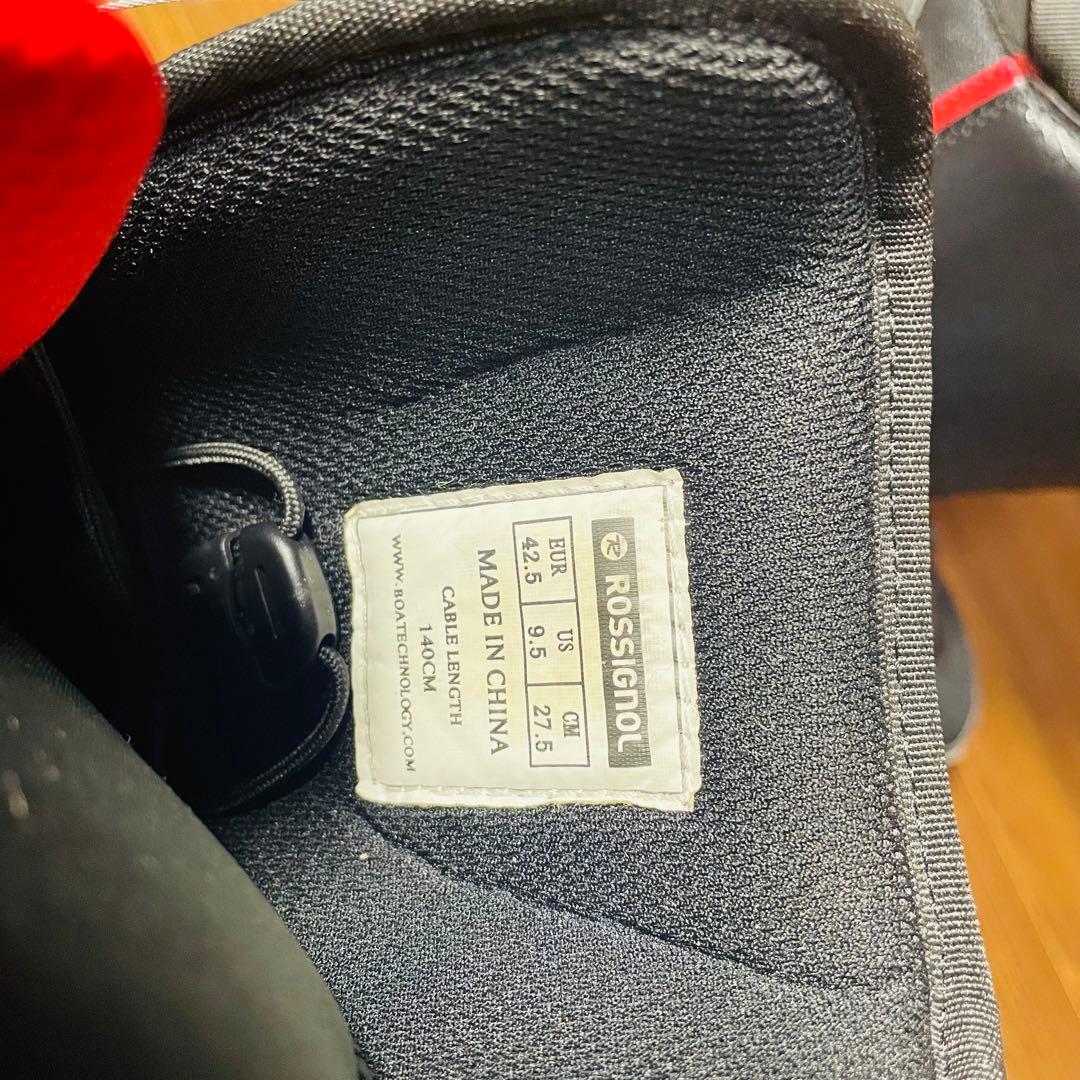 ROSSIGNOL
EUR US CM
42.5 9.5 27.5
MADE IN CHINA
CABLE LENGTH
140CM
WWW.BOATECHNOLOGY.COM